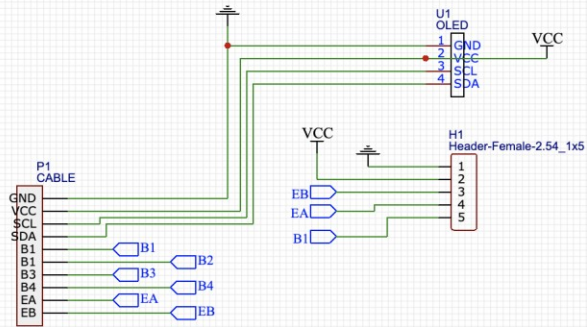 U1
OLED
1 GND
2 VCC
3 SCL
4 SDA
VCC
VCC
H1
Header-Female-2.54_1x5
1
2
EB 3
EA 4
B1 5
P1
CABLE
GND
VCC
SCL
SDA
B1 B1
B1 B2
B3 B3
B4 B4
EA EA
EB EB